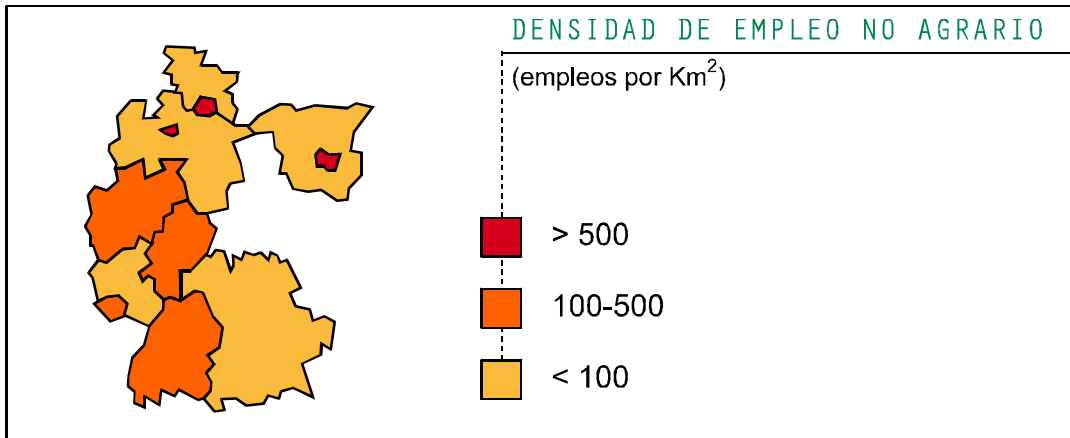 DENSIDAD DE EMPLEO NO AGRARIO
(empleos por Km²)
> 500
100-500
< 100